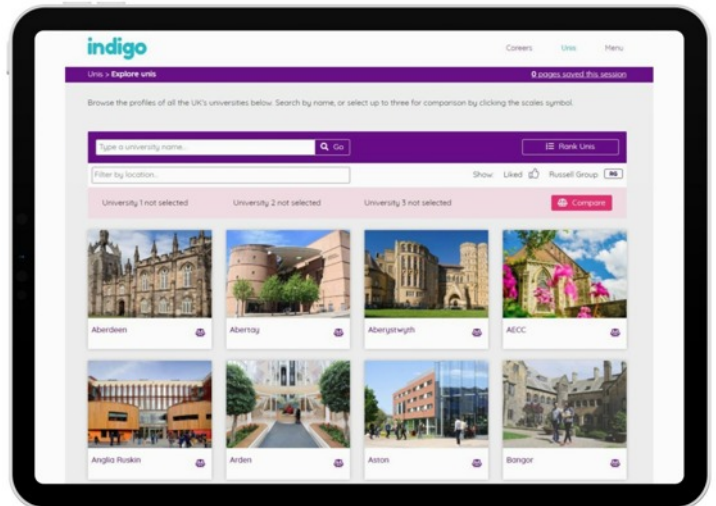 indigo
Careers Unis Menu
Unis > Explore unis
0 pages saved this session
Browse the profiles of all the UK's universities below. Search by name, or select up to three for comparison by clicking the scales symbol.
Type a university name...
Go
Rank Unis
Filter by location..
Show Liked Russell Group RG
University 1 not selected University 2 not selected University 3 not selected Compare
Aberdeen Abertay Aberystwyth AECC
Anglia Ruskin Arden Aston Bangor